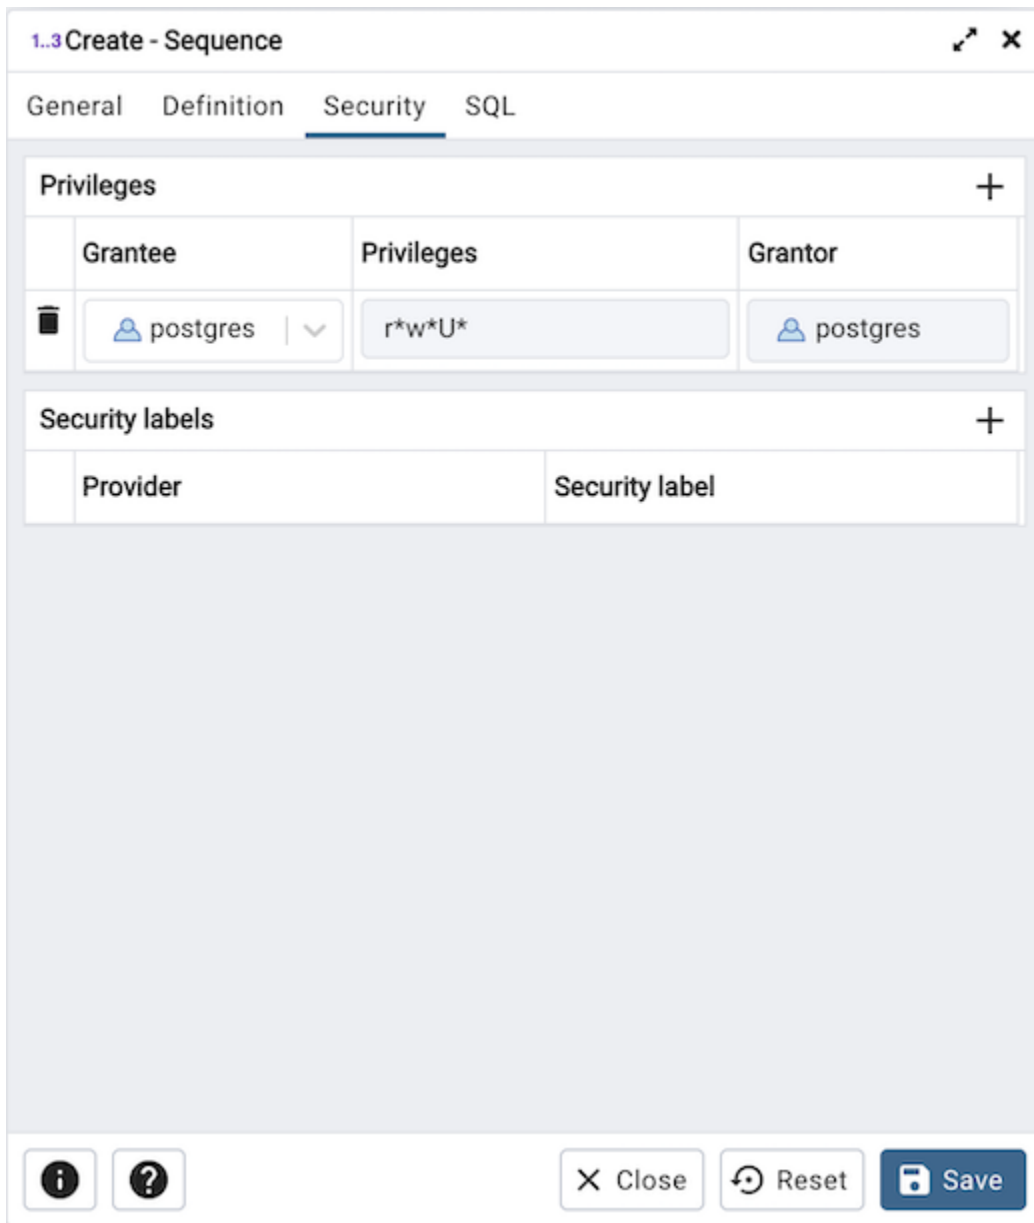 1..3 Create - Sequence
General Definition Security SQL
Privileges
Grantee Privileges Grantor
postgres r*w*U* postgres
Security labels
Provider Security label
Close Reset Save